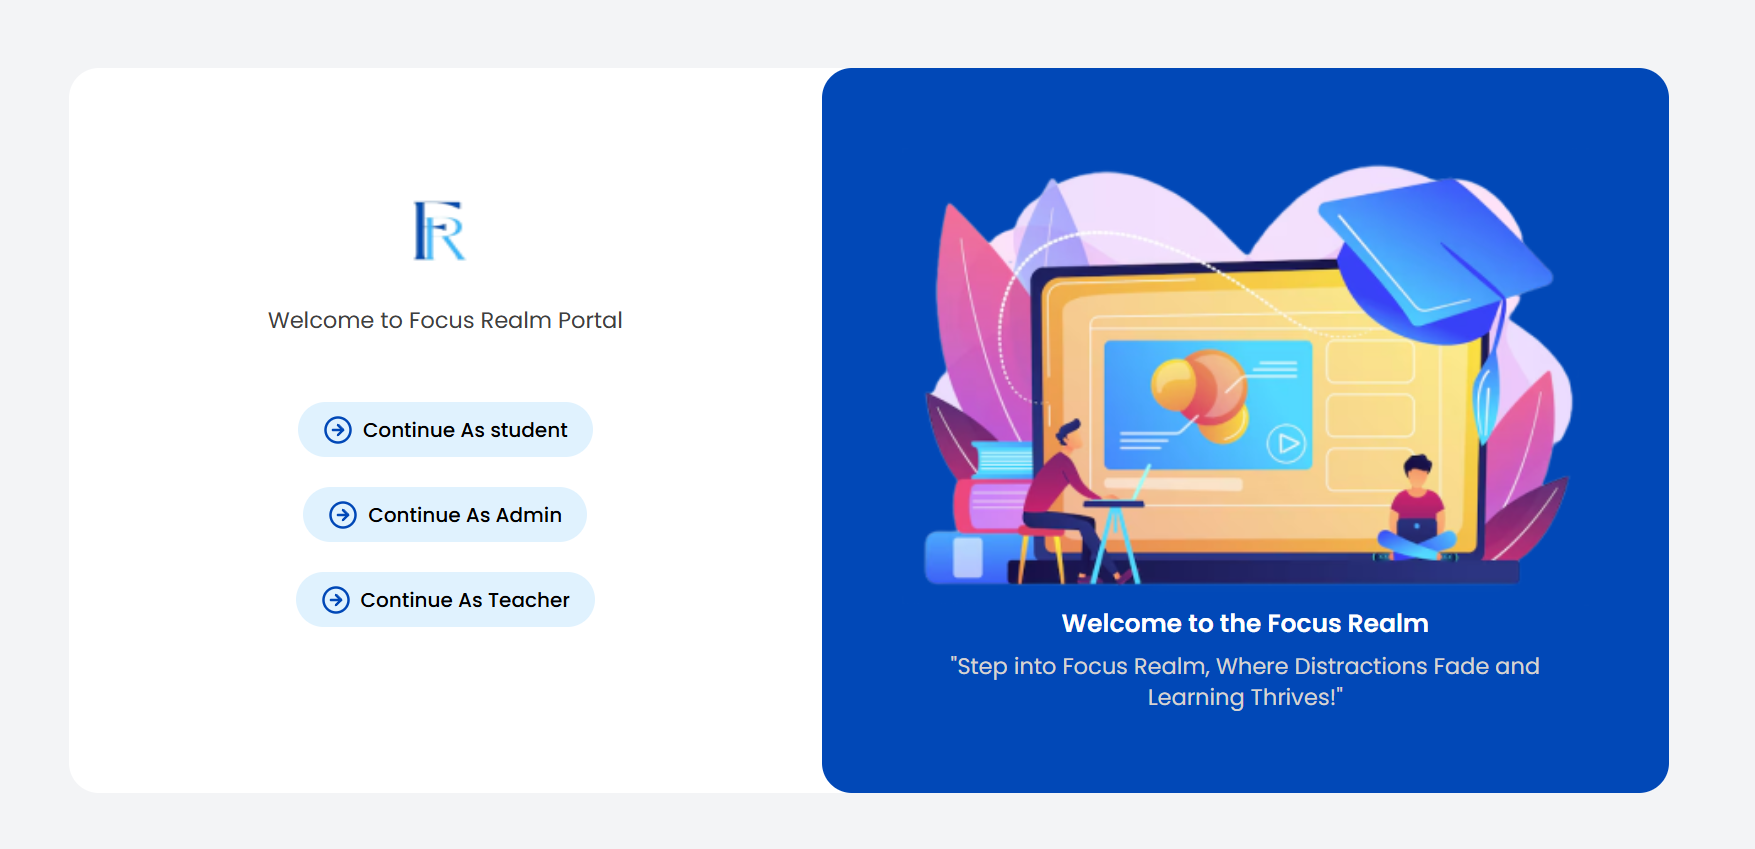 FR
Welcome to Focus Realm Portal
Continue As student
Continue As Admin
Continue As Teacher
Welcome to the Focus Realm
"Step into Focus Realm, Where Distractions Fade and
Learning Thrives!"